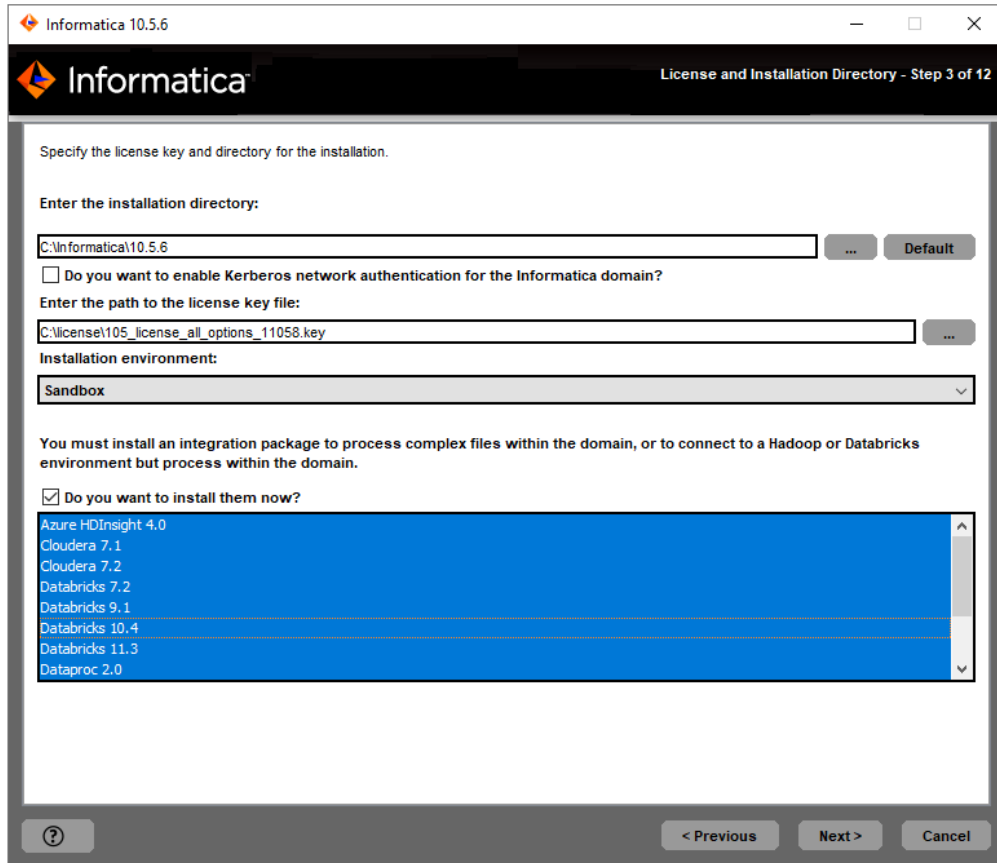 Informatica 10.5.6
Informatica
License and Installation Directory - Step 3 of 12
Specify the license key and directory for the installation.
Enter the installation directory:
C:\Informatica\10.5.6
...
Default
Do you want to enable Kerberos network authentication for the Informatica domain?
Enter the path to the license key file:
C:\license\105_license_all_options_11058.key
...
Installation environment:
Sandbox
You must install an integration package to process complex files within the domain, or to connect to a Hadoop or Databricks
environment but process within the domain.
Do you want to install them now?
Azure HDInsight 4.0
Cloudera 7.1
Cloudera 7.2
Databricks 7.2
Databricks 9.1
Databricks 10.4
Databricks 11.3
Dataproc 2.0
?
< Previous
Next >
Cancel